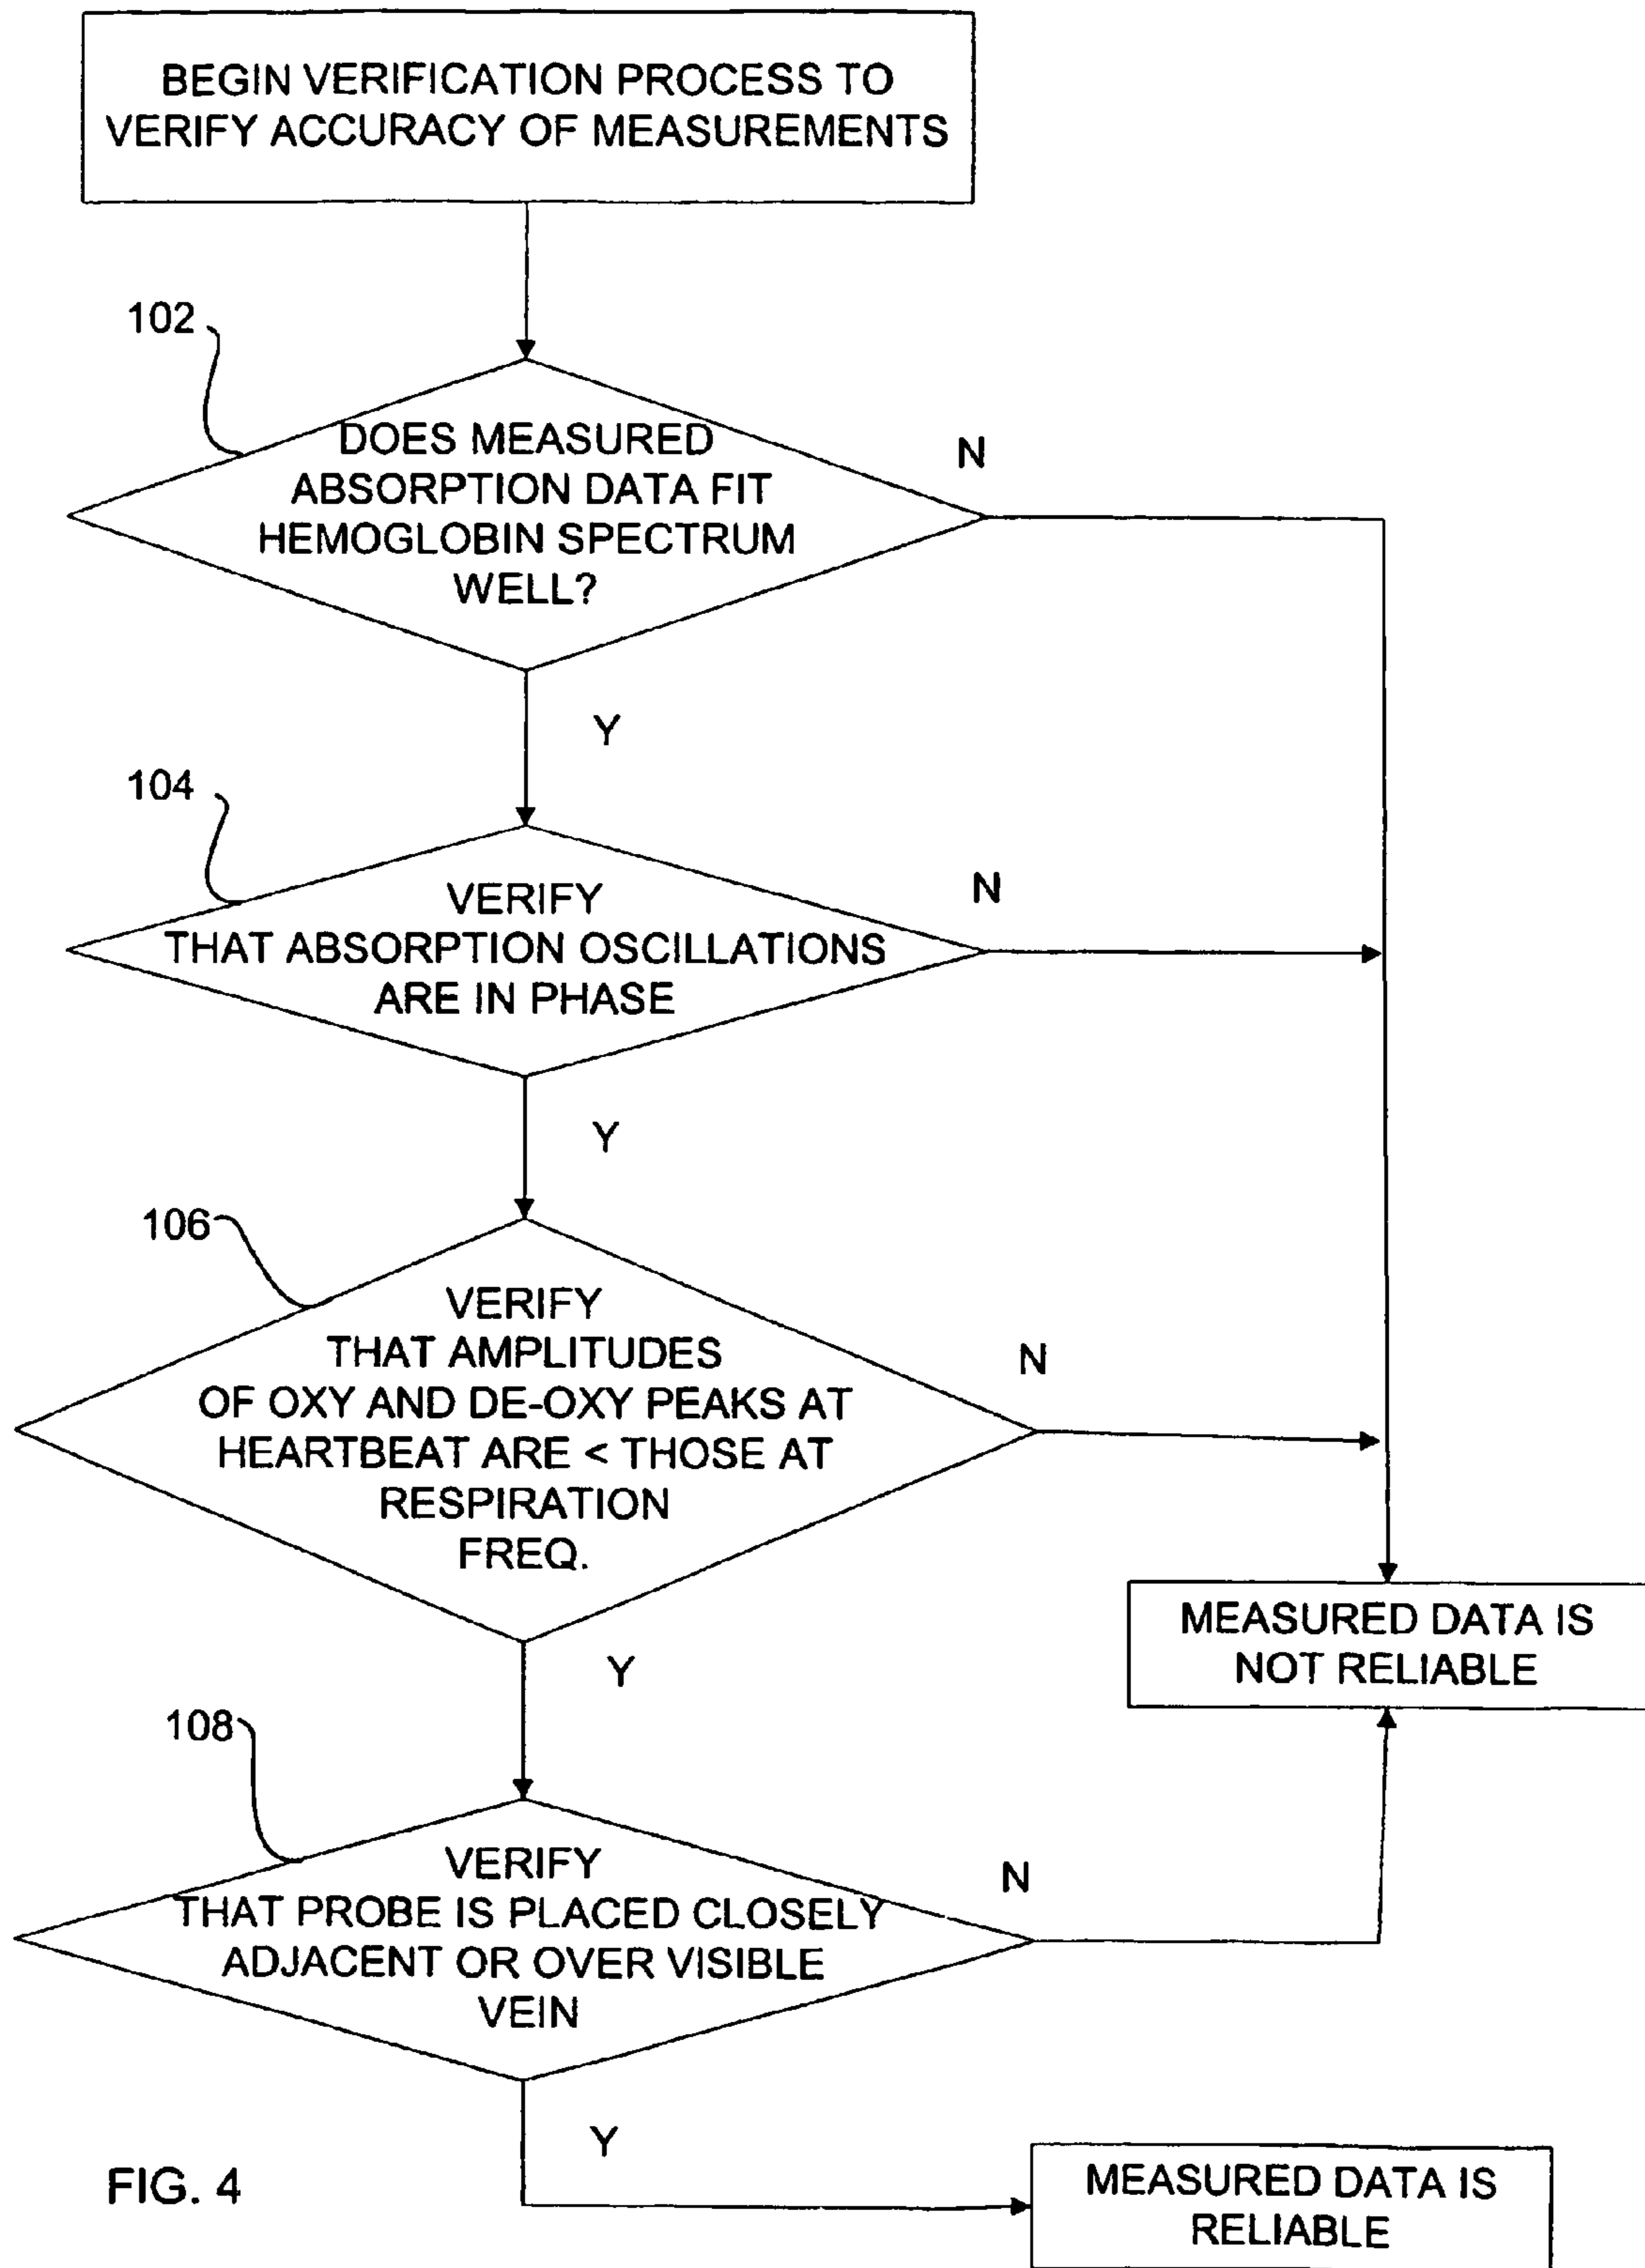 BEGIN VERIFICATION PROCESS TO
VERIFY ACCURACY OF MEASUREMENTS
102
DOES MEASURED
ABSORPTION DATA FIT
HEMOGLOBIN SPECTRUM
WELL?
N
Y
104
VERIFY
THAT ABSORPTION OSCILLATIONS
ARE IN PHASE
N
Y
106
VERIFY
THAT AMPLITUDES
OF OXY AND DE-OXY PEAKS AT
HEARTBEAT ARE < THOSE AT
RESPIRATION
FREQ.
N
MEASURED DATA IS
NOT RELIABLE
Y
108
VERIFY
THAT PROBE IS PLACED CLOSELY
ADJACENT OR OVER VISIBLE
VEIN
N
Y
MEASURED DATA IS
RELIABLE
FIG. 4